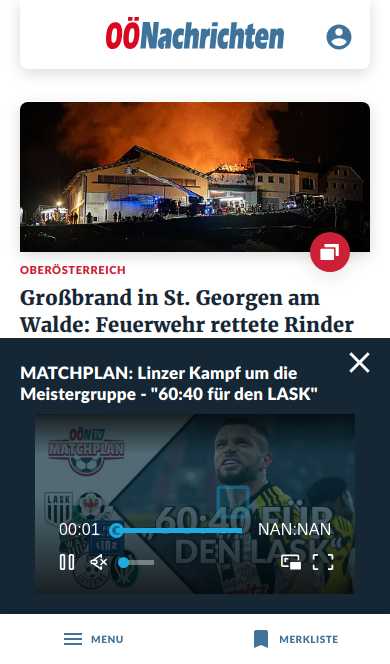 OÖNachrichten
OBERÖSTERREICH
Großbrand in St. Georgen am
Walde: Feuerwehr rettete Rinder
MATCHPLAN: Linzer Kampf um die
Meistergruppe - "60:40 für den LASK"
OÖN TV
MATCHPLAN
LASK
60:40 FÜR
DEN LASK"
00:01
NAN:NAN
MENU
MERKLISTE